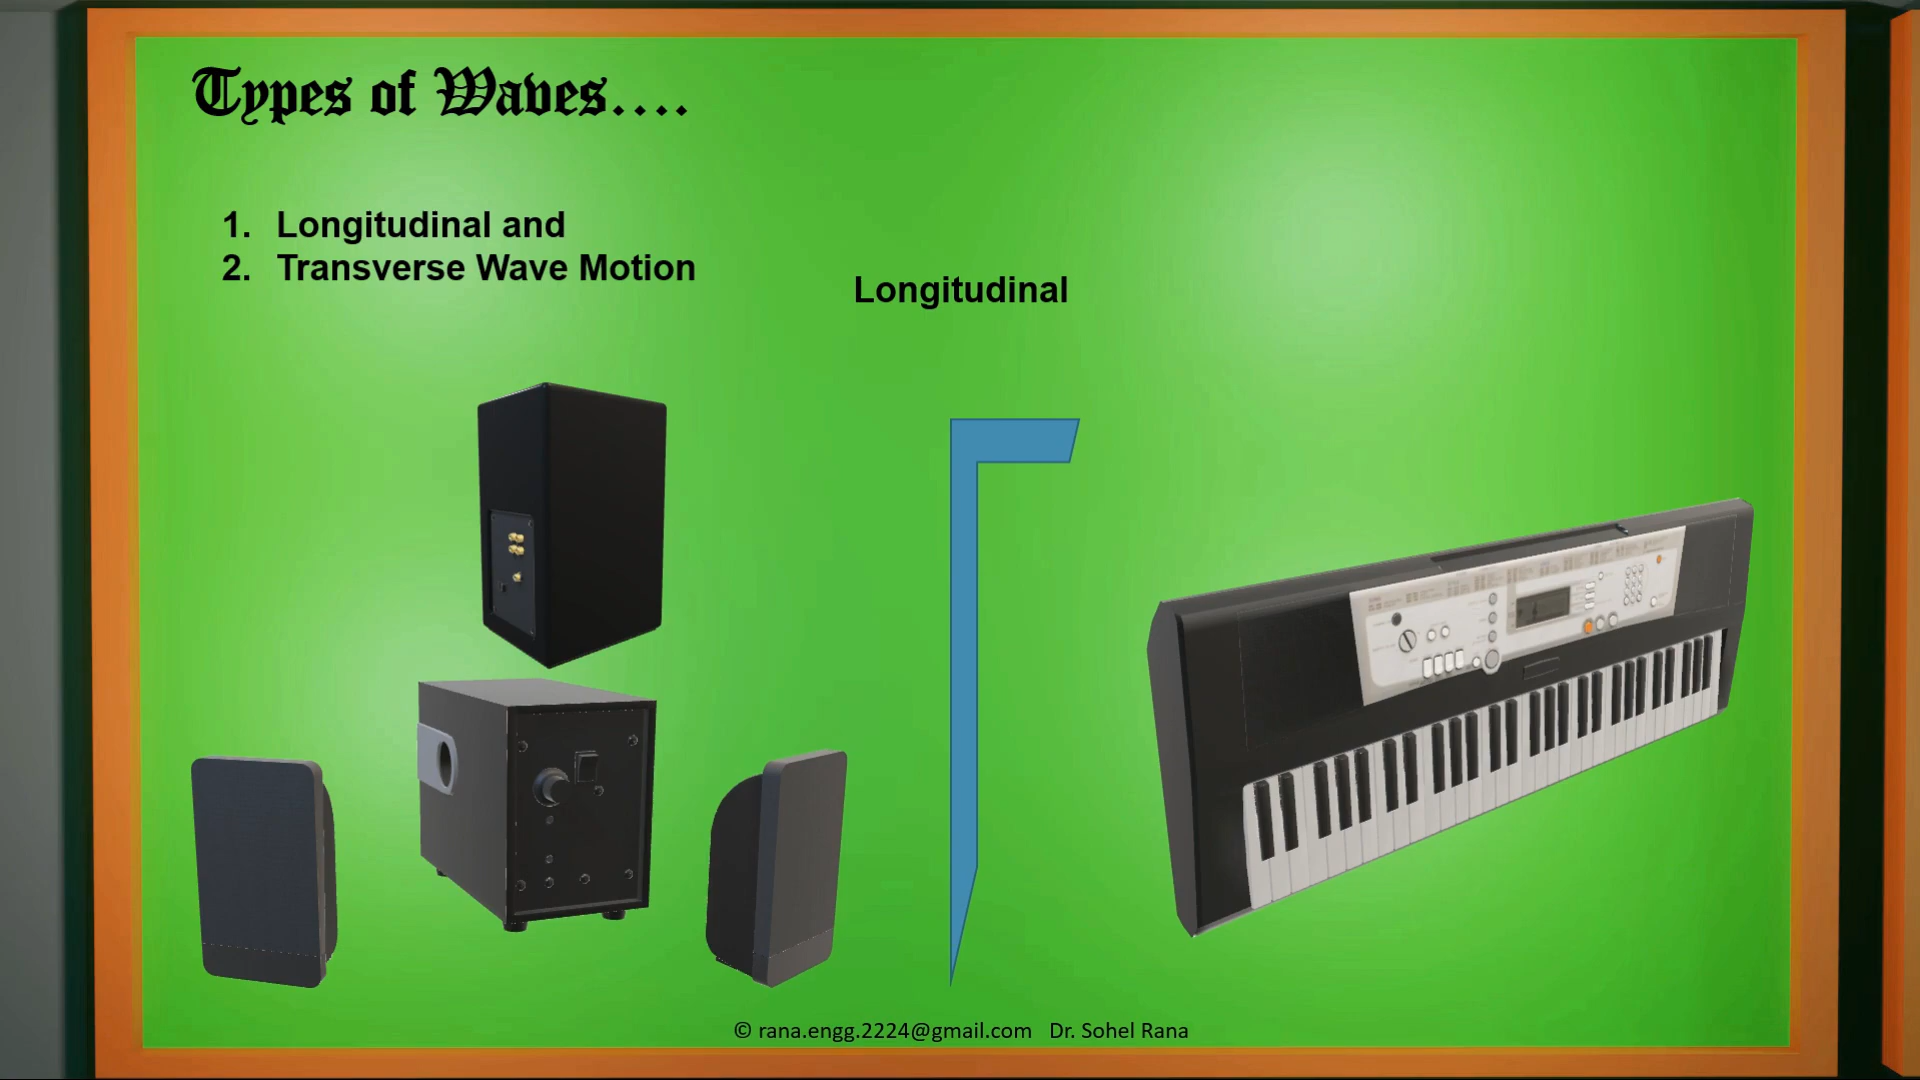 Types of Waves....
1. Longitudinal and
2. Transverse Wave Motion
Longitudinal
© rana.engg.2224@gmail.com Dr. Sohel Rana